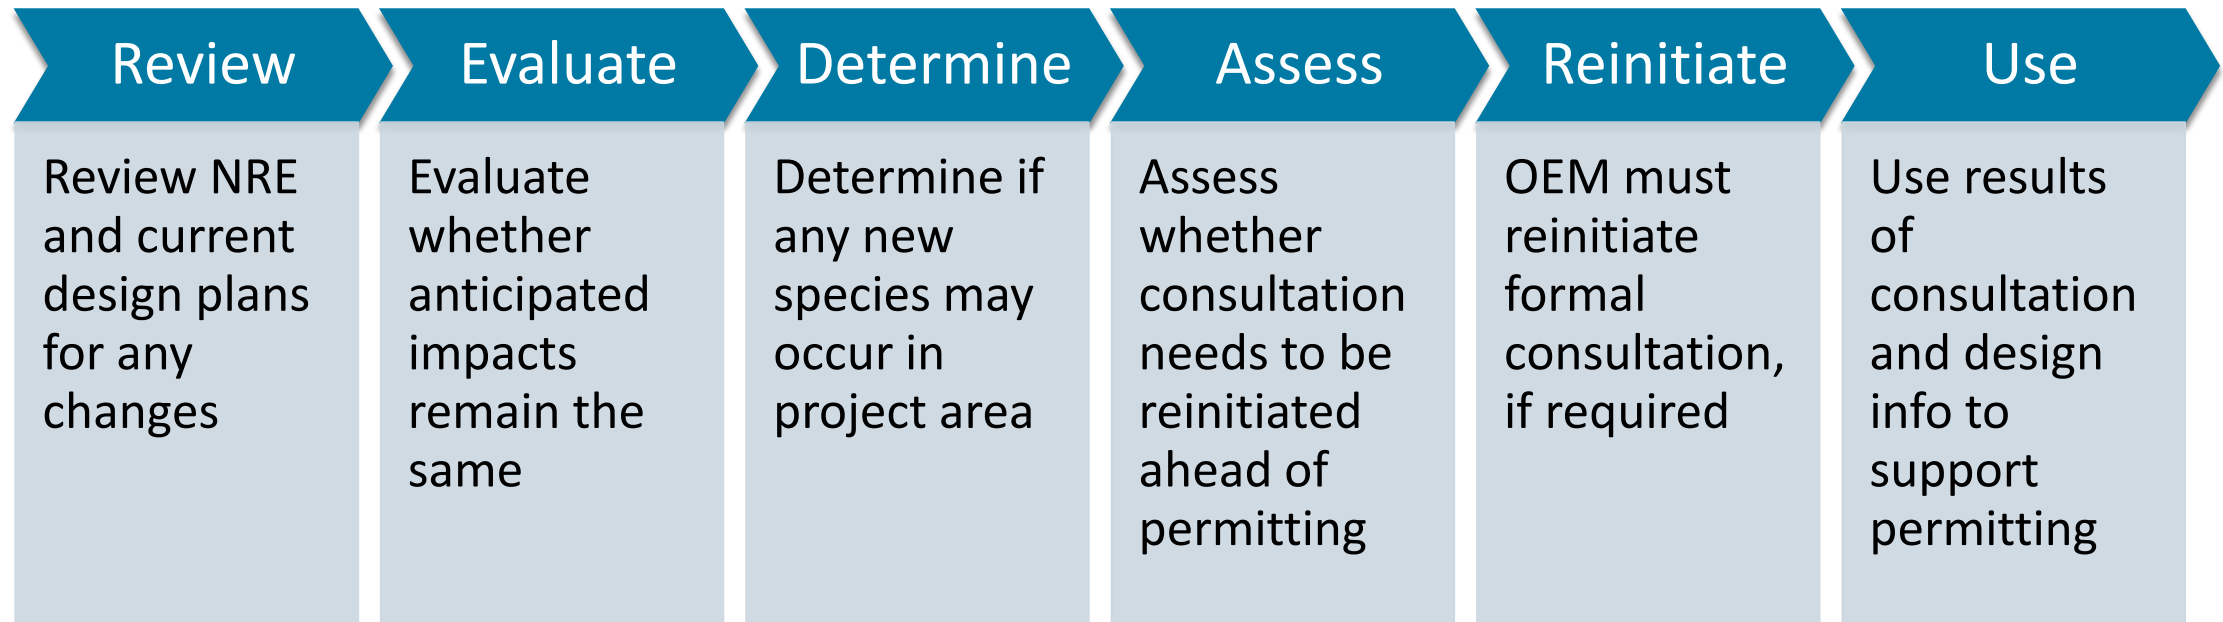 Review
Review NRE
and current
design plans
for any
changes
Evaluate
Evaluate
whether
anticipated
impacts
remain the
same
Determine
Determine if
any new
species may
occur in
project area
Assess
Assess
whether
consultation
needs to be
reinitiated
ahead of
permitting
Reinitiate
OEM must
reinitiate
formal
consultation,
if required
Use
Use results
of
consultation
and design
info to
support
permitting